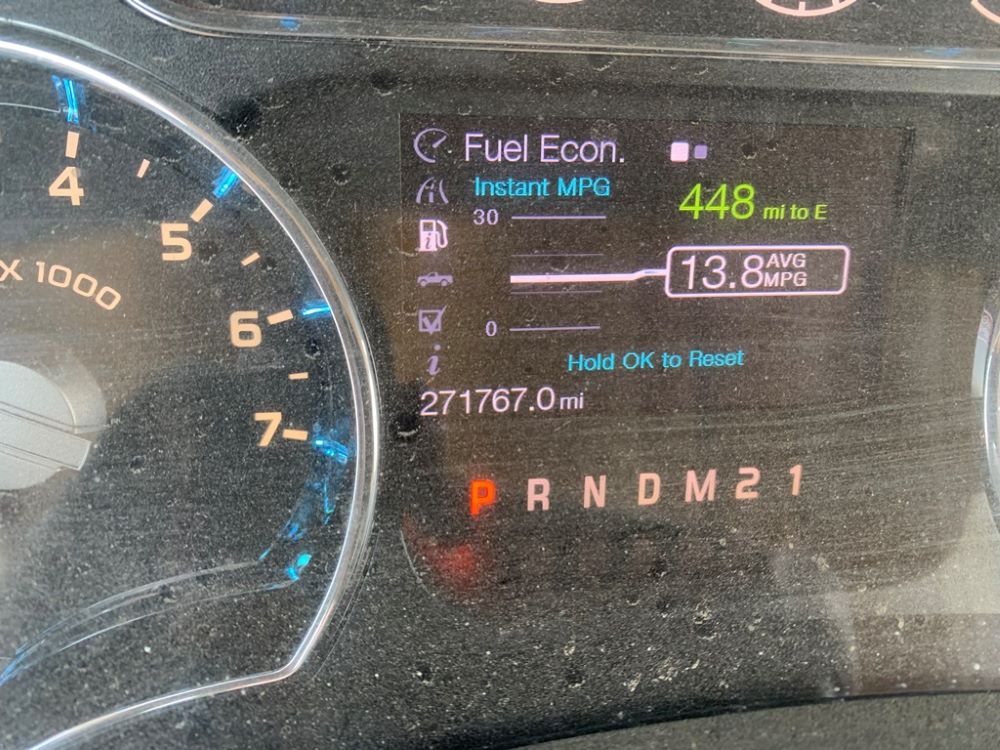 4
5
6
7
X 1000
Fuel Econ.
Instant MPG
30
448 mi to E
13.8 AVG MPG
0
Hold OK to Reset
i
271767.0 mi
P R N D M 2 1